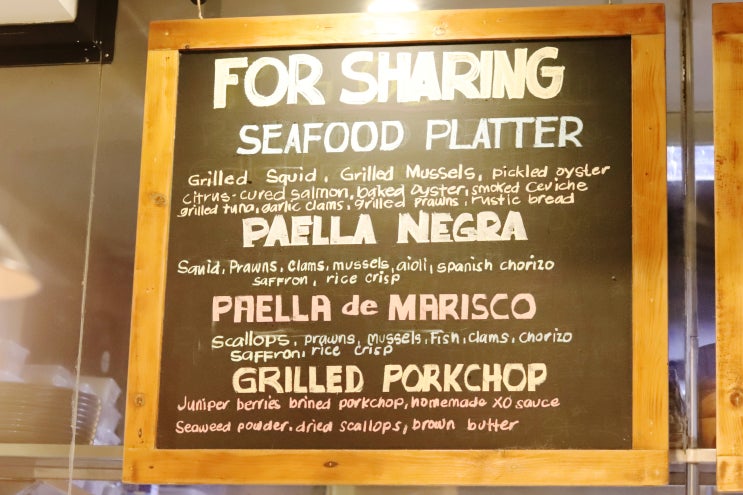 FOR SHARING
SEAFOOD PLATTER
Grilled Squid, Grilled Mussels, pickled oyster
citrus-cured salmon, baked oyster, smoked ceviche
grilled tuna, garlic clams, grilled prawns, rustic bread
PAELLA NEGRA
Squid, Prawns, Clams, mussels, aioli, spanish chorizo
saffron, rice crisp
PAELLA de MARISCO
Scallops, prawns, mussels, Fish, clams, chorizo
saffron, rice crisp
GRILLED PORKCHOP
Juniper berries brined porkchop, homemade XO sauce
Seaweed powder, dried scallops, brown butter